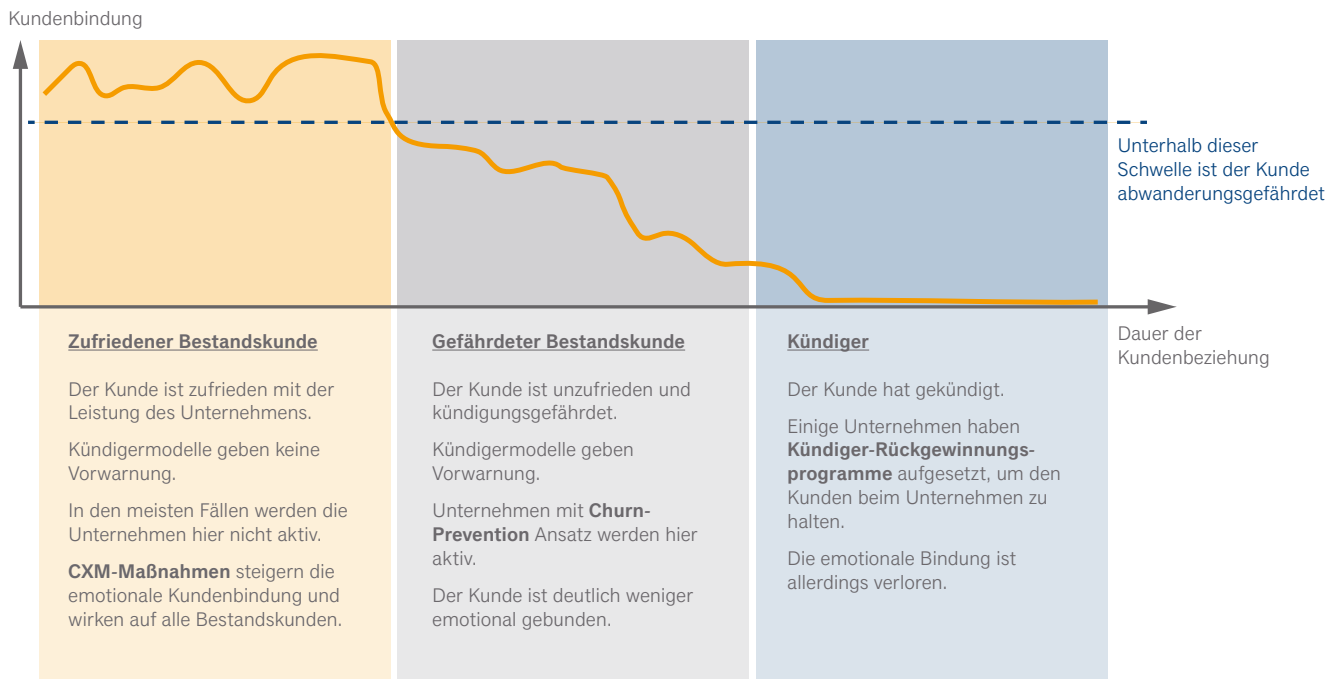 Kundenbindung
Unterhalb dieser
Schwelle ist der Kunde
abwanderungsgefährdet
Dauer der
Kundenbeziehung
Zufriedener Bestandskunde
Der Kunde ist zufrieden mit der
Leistung des Unternehmens.
Kündigermodelle geben keine
Vorwarnung.
In den meisten Fällen werden die
Unternehmen hier nicht aktiv.
CXM-Maßnahmen steigern die
emotionale Kundenbindung und
wirken auf alle Bestandskunden.
Gefährdeter Bestandskunde
Der Kunde ist unzufrieden und
kündigungsgefährdet.
Kündigermodelle geben
Vorwarnung.
Unternehmen mit Churn-
Prevention Ansatz werden hier
aktiv.
Der Kunde ist deutlich weniger
emotional gebunden.
Kündiger
Der Kunde hat gekündigt.
Einige Unternehmen haben
Kündiger-Rückgewinnungs-
programme aufgesetzt, um den
Kunden beim Unternehmen zu
halten.
Die emotionale Bindung ist
allerdings verloren.